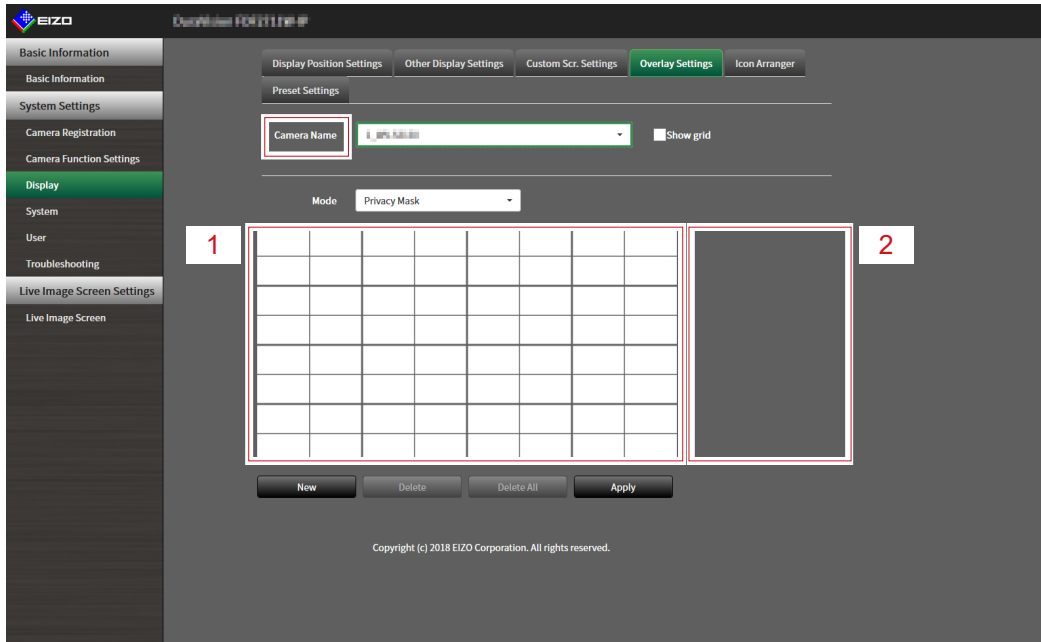 EIZO
Basic Information
Basic Information
System Settings
Camera Registration
Camera Function Settings
Display
System
User
Troubleshooting
Live Image Screen Settings
Live Image Screen
Display Position Settings
Other Display Settings
Custom Scr. Settings
Overlay Settings
Icon Arranger
Preset Settings
Camera Name
Show grid
Mode
Privacy Mask
1
2
New
Delete
Delete All
Apply
Copyright (c) 2018 EIZO Corporation. All rights reserved.